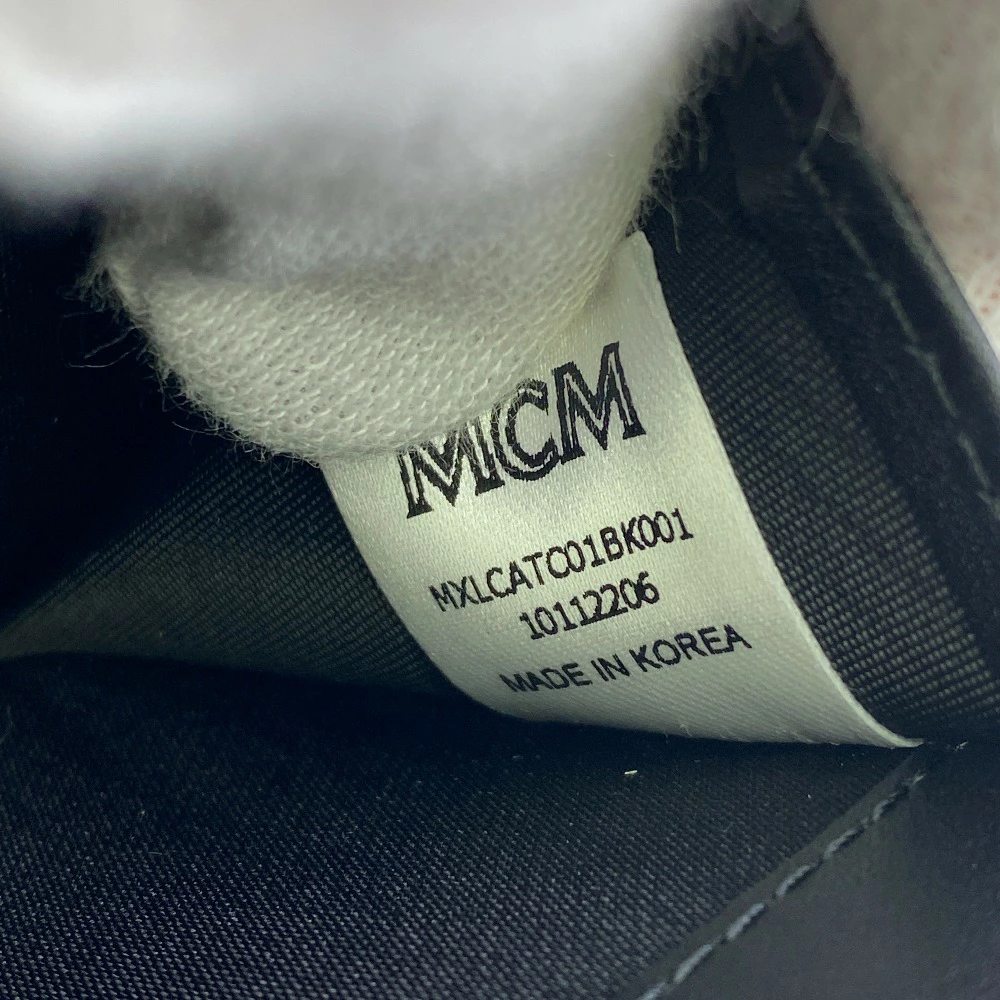 MCM
MXLCATC01BK001
10112206
MADE IN KOREA